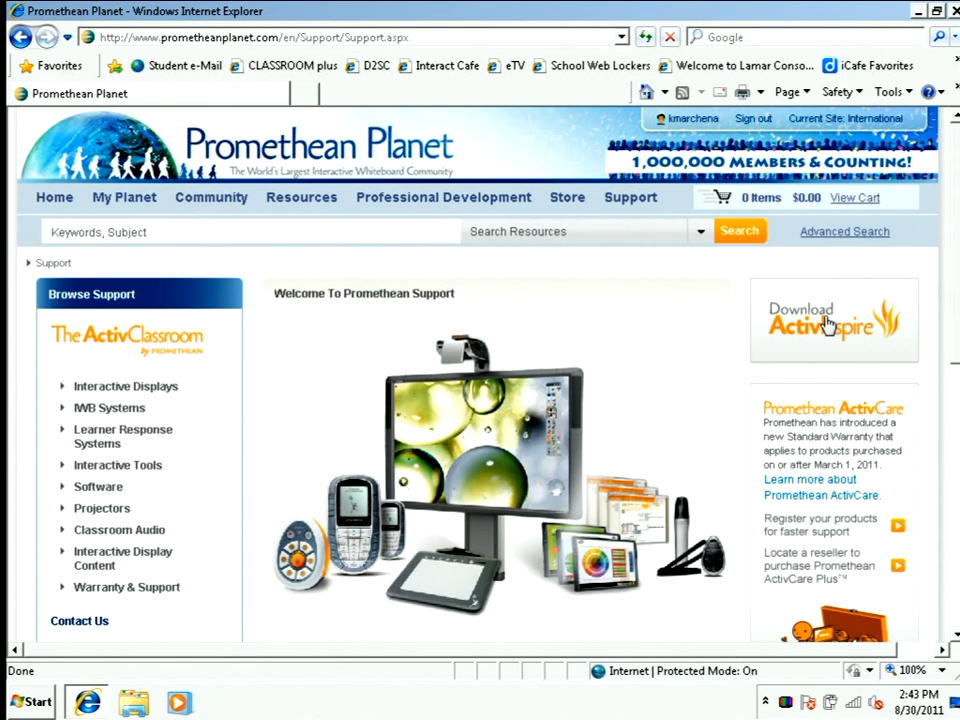 Promethean Planet - Windows Internet Explorer
http://www.prometheanplanet.com/en/Support/Support.aspx
Google
Favorites
Student e-Mail
CLASSROOM plus
D2SC
Interact Cafe
eTV
School Web Lockers
Welcome to Lamar Conso...
iCafe Favorites
Promethean Planet
Page
Safety
Tools
kmarchena
Sign out
Current Site: International
Promethean Planet
The World's Largest Interactive Whiteboard Community
1,000,000 MEMBERS & COUNTING!
Home
My Planet
Community
Resources
Professional Development
Store
Support
0 Items
$0.00
View Cart
Keywords, Subject
Search Resources
Search
Advanced Search
Support
Browse Support
The ActivClassroom
by PROMETHEAN
Interactive Displays
IWB Systems
Learner Response
Systems
Interactive Tools
Software
Projectors
Classroom Audio
Interactive Display
Content
Warranty & Support
Contact Us
Welcome To Promethean Support
Download
ActivInspire
Promethean ActivCare
Promethean has introduced a
new Standard Warranty that
applies to products purchased
on or after March 1, 2011.
Learn more about
Promethean ActivCare.
Register your products
for faster support
Locate a reseller to
purchase Promethean
ActivCare Plus™
Done
Internet | Protected Mode: On
100%
Start
2:43 PM
8/30/2011